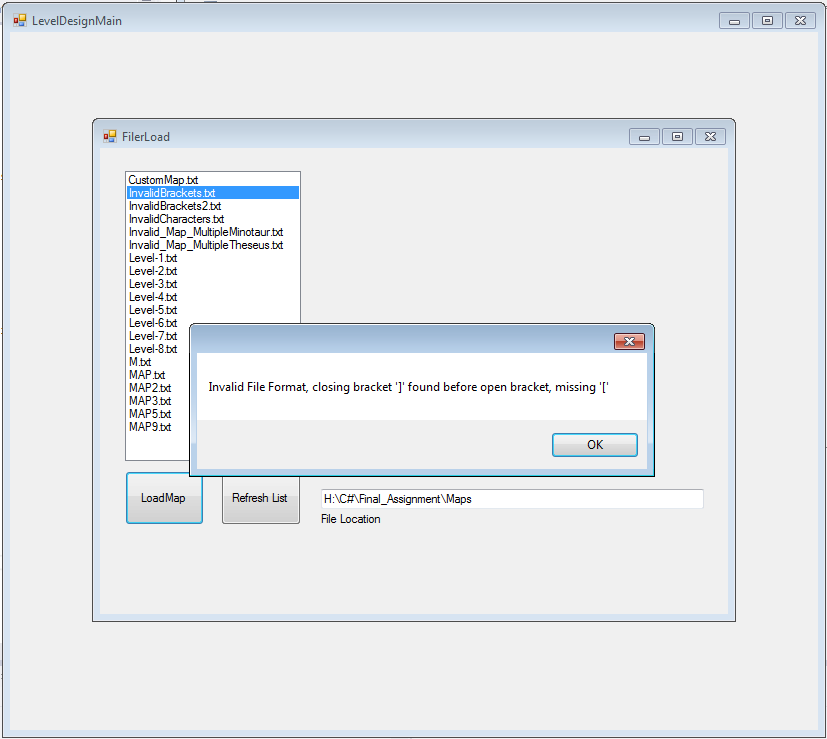 LevelDesignMain
FilerLoad
CustomMap.txt
InvalidBrackets.txt
InvalidBrackets2.txt
InvalidCharacters.txt
Invalid_Map_MultipleMinotaur.txt
Invalid_Map_MultipleTheseus.txt
Level-1.txt
Level-2.txt
Level-3.txt
Level-4.txt
Level-5.txt
Level-6.txt
Level-7.txt
Level-8.txt
M.txt
MAP.txt
MAP2.txt
MAP3.txt
MAP5.txt
MAP9.txt
Invalid File Format, closing bracket ']' found before open bracket, missing '['
OK
LoadMap
Refresh List
H:\C#\Final_Assignment\Maps
File Location